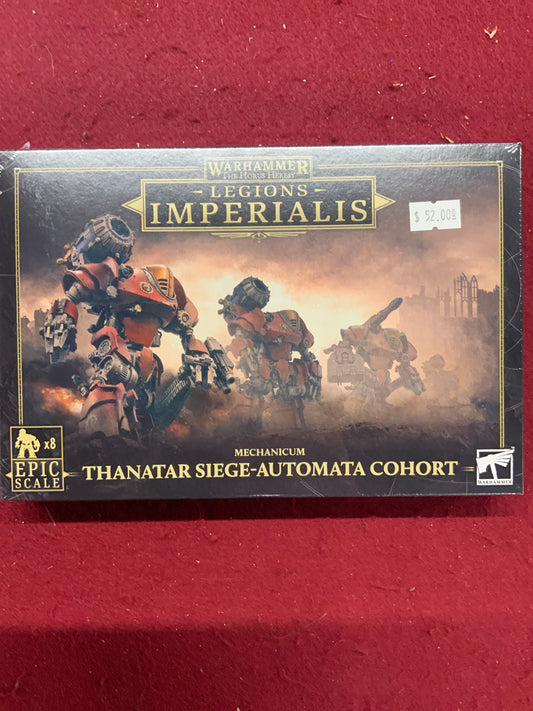 WARHAMMER
THE HORUS HERESY
LEGIONS
IMPERIALIS
$ 52.00
x8
EPIC
SCALE
MECHANICUM
THANATAR SIEGE-AUTOMATA COHORT
WARHAMMER